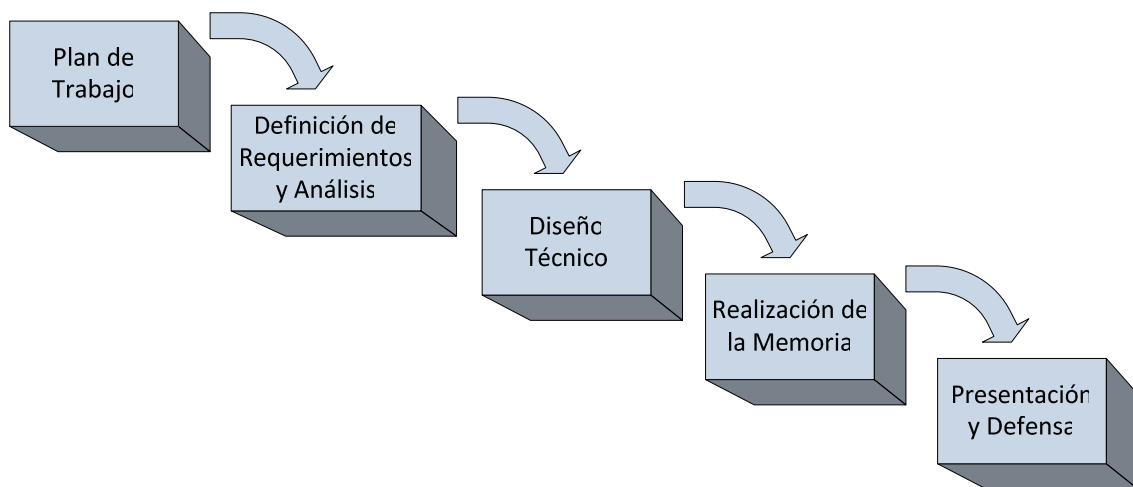 Plan de
Trabajo
Definición de
Requerimientos
y Análisis
Diseño
Técnico
Realización de
la Memoria
Presentación
y Defensa